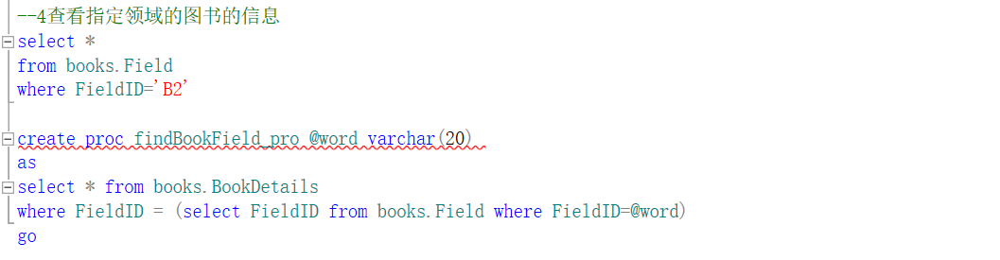 --4查看指定领域的图书的信息
select *
from books.Field
where FieldID='B2'
create proc findBookField_pro @word varchar(20)
as
select * from books.BookDetails
where FieldID = (select FieldID from books.Field where FieldID=@word)
go